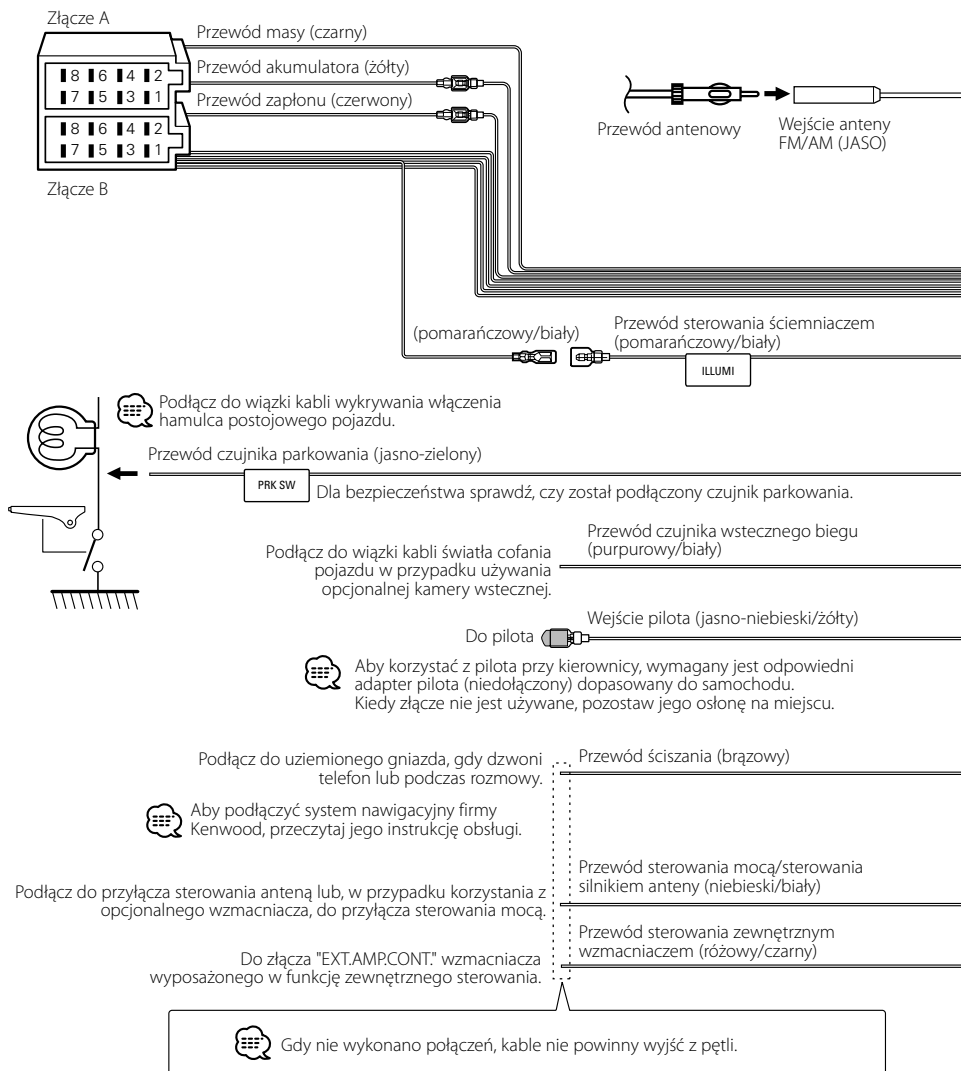 Złącze A
Przewód masy (czarny)
Przewód akumulatora (żółty)
Przewód zapłonu (czerwony)
8 6 4 2
7 5 3 1
8 6 4 2
7 5 3 1
Złącze B
Przewód antenowy
Wejście anteny
FM/AM (JASO)
(pomarańczowy/biały)
Przewód sterowania ściemniaczem
(pomarańczowy/biały)
ILLUMI
Podłącz do wiązki kabli wykrywania włączenia
hamulca postojowego pojazdu.
Przewód czujnika parkowania (jasno-zielony)
PRK SW
Dla bezpieczeństwa sprawdź, czy został podłączony czujnik parkowania.
Podłącz do wiązki kabli światła cofania
pojazdu w przypadku używania
opcjonalnej kamery wstecznej.
Przewód czujnika wstecznego biegu
(purpurowy/biały)
Do pilota
Wejście pilota (jasno-niebieski/żółty)
Aby korzystać z pilota przy kierownicy, wymagany jest odpowiedni
adapter pilota (niedołączony) dopasowany do samochodu.
Kiedy złącze nie jest używane, pozostaw jego osłonę na miejscu.
Podłącz do uziemionego gniazda, gdy dzwoni
telefon lub podczas rozmowy.
Przewód ściszania (brązowy)
Aby podłączyć system nawigacyjny firmy
Kenwood, przeczytaj jego instrukcję obsługi.
Podłącz do przyłącza sterowania anteną lub, w przypadku korzystania z
opcjonalnego wzmacniacza, do przyłącza sterowania mocą.
Przewód sterowania mocą/sterowania
silnikiem anteny (niebieski/biały)
Do złącza "EXT.AMP.CONT." wzmacniacza
wyposażonego w funkcję zewnętrznego sterowania.
Przewód sterowania zewnętrznym
wzmacniaczem (różowy/czarny)
Gdy nie wykonano połączeń, kable nie powinny wyjść z pętli.